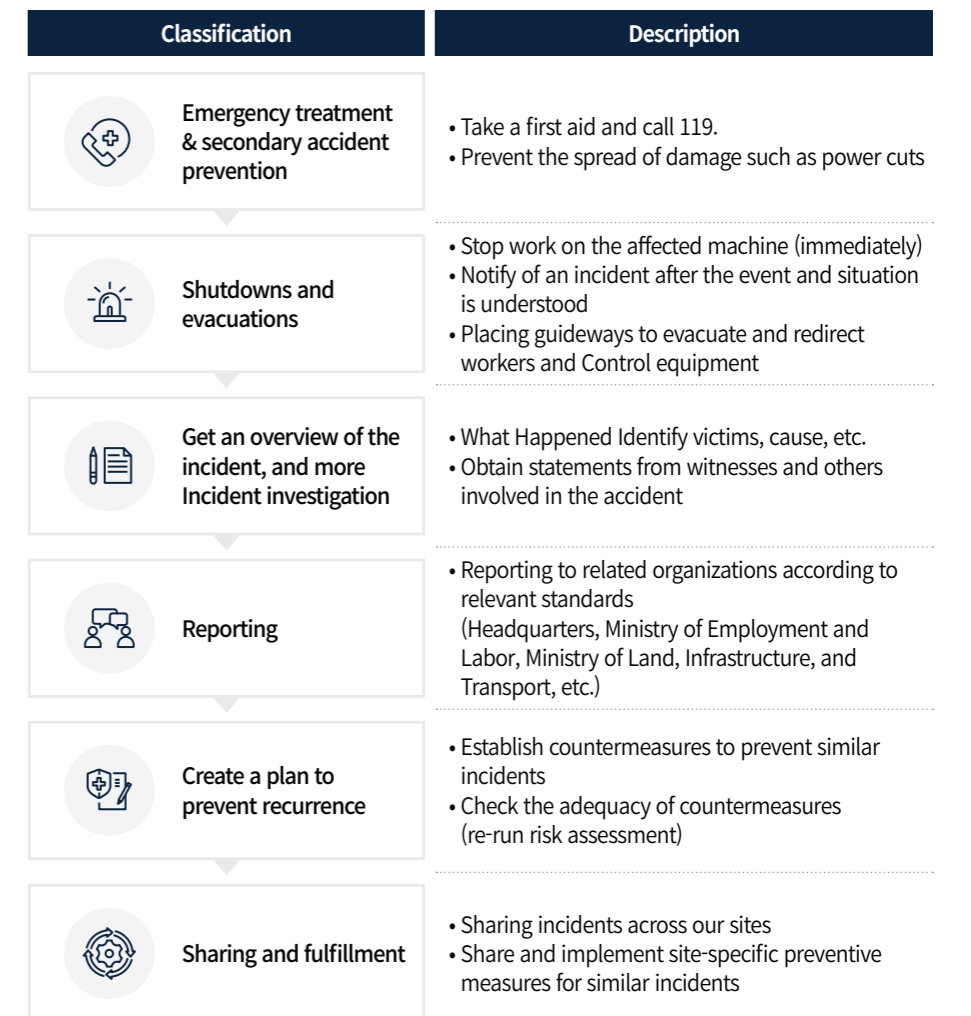 Classification
Description
Emergency treatment
& secondary accident
prevention
• Take a first aid and call 119.
• Prevent the spread of damage such as power cuts
Shutdowns and
evacuations
• Stop work on the affected machine (immediately)
• Notify of an incident after the event and situation
is understood
• Placing guideways to evacuate and redirect
workers and Control equipment
Get an overview of the
incident, and more
Incident investigation
• What Happened Identify victims, cause, etc.
• Obtain statements from witnesses and others
involved in the accident
Reporting
• Reporting to related organizations according to
relevant standards
(Headquarters, Ministry of Employment and
Labor, Ministry of Land, Infrastructure, and
Transport, etc.)
Create a plan to
prevent recurrence
• Establish countermeasures to prevent similar
incidents
• Check the adequacy of countermeasures
(re-run risk assessment)
Sharing and fulfillment
• Sharing incidents across our sites
• Share and implement site-specific preventive
measures for similar incidents